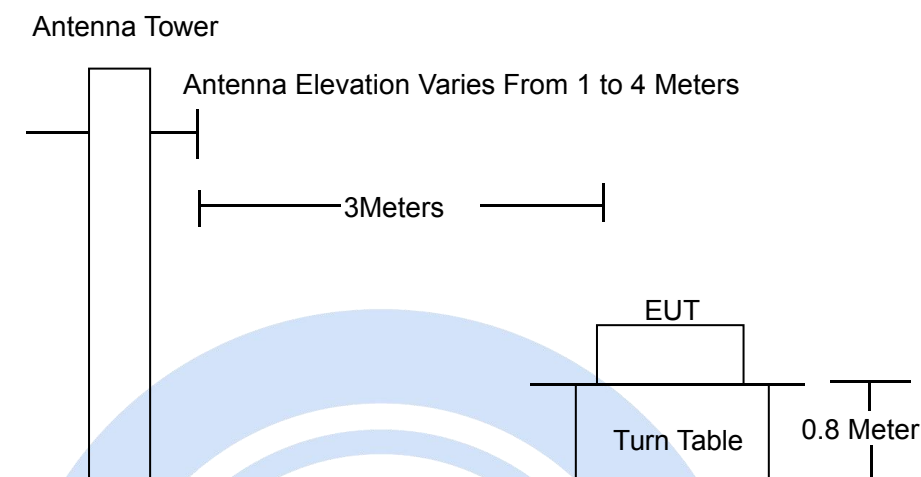 Antenna Tower
Antenna Elevation Varies From 1 to 4 Meters
3Meters
EUT
Turn Table
0.8 Meter